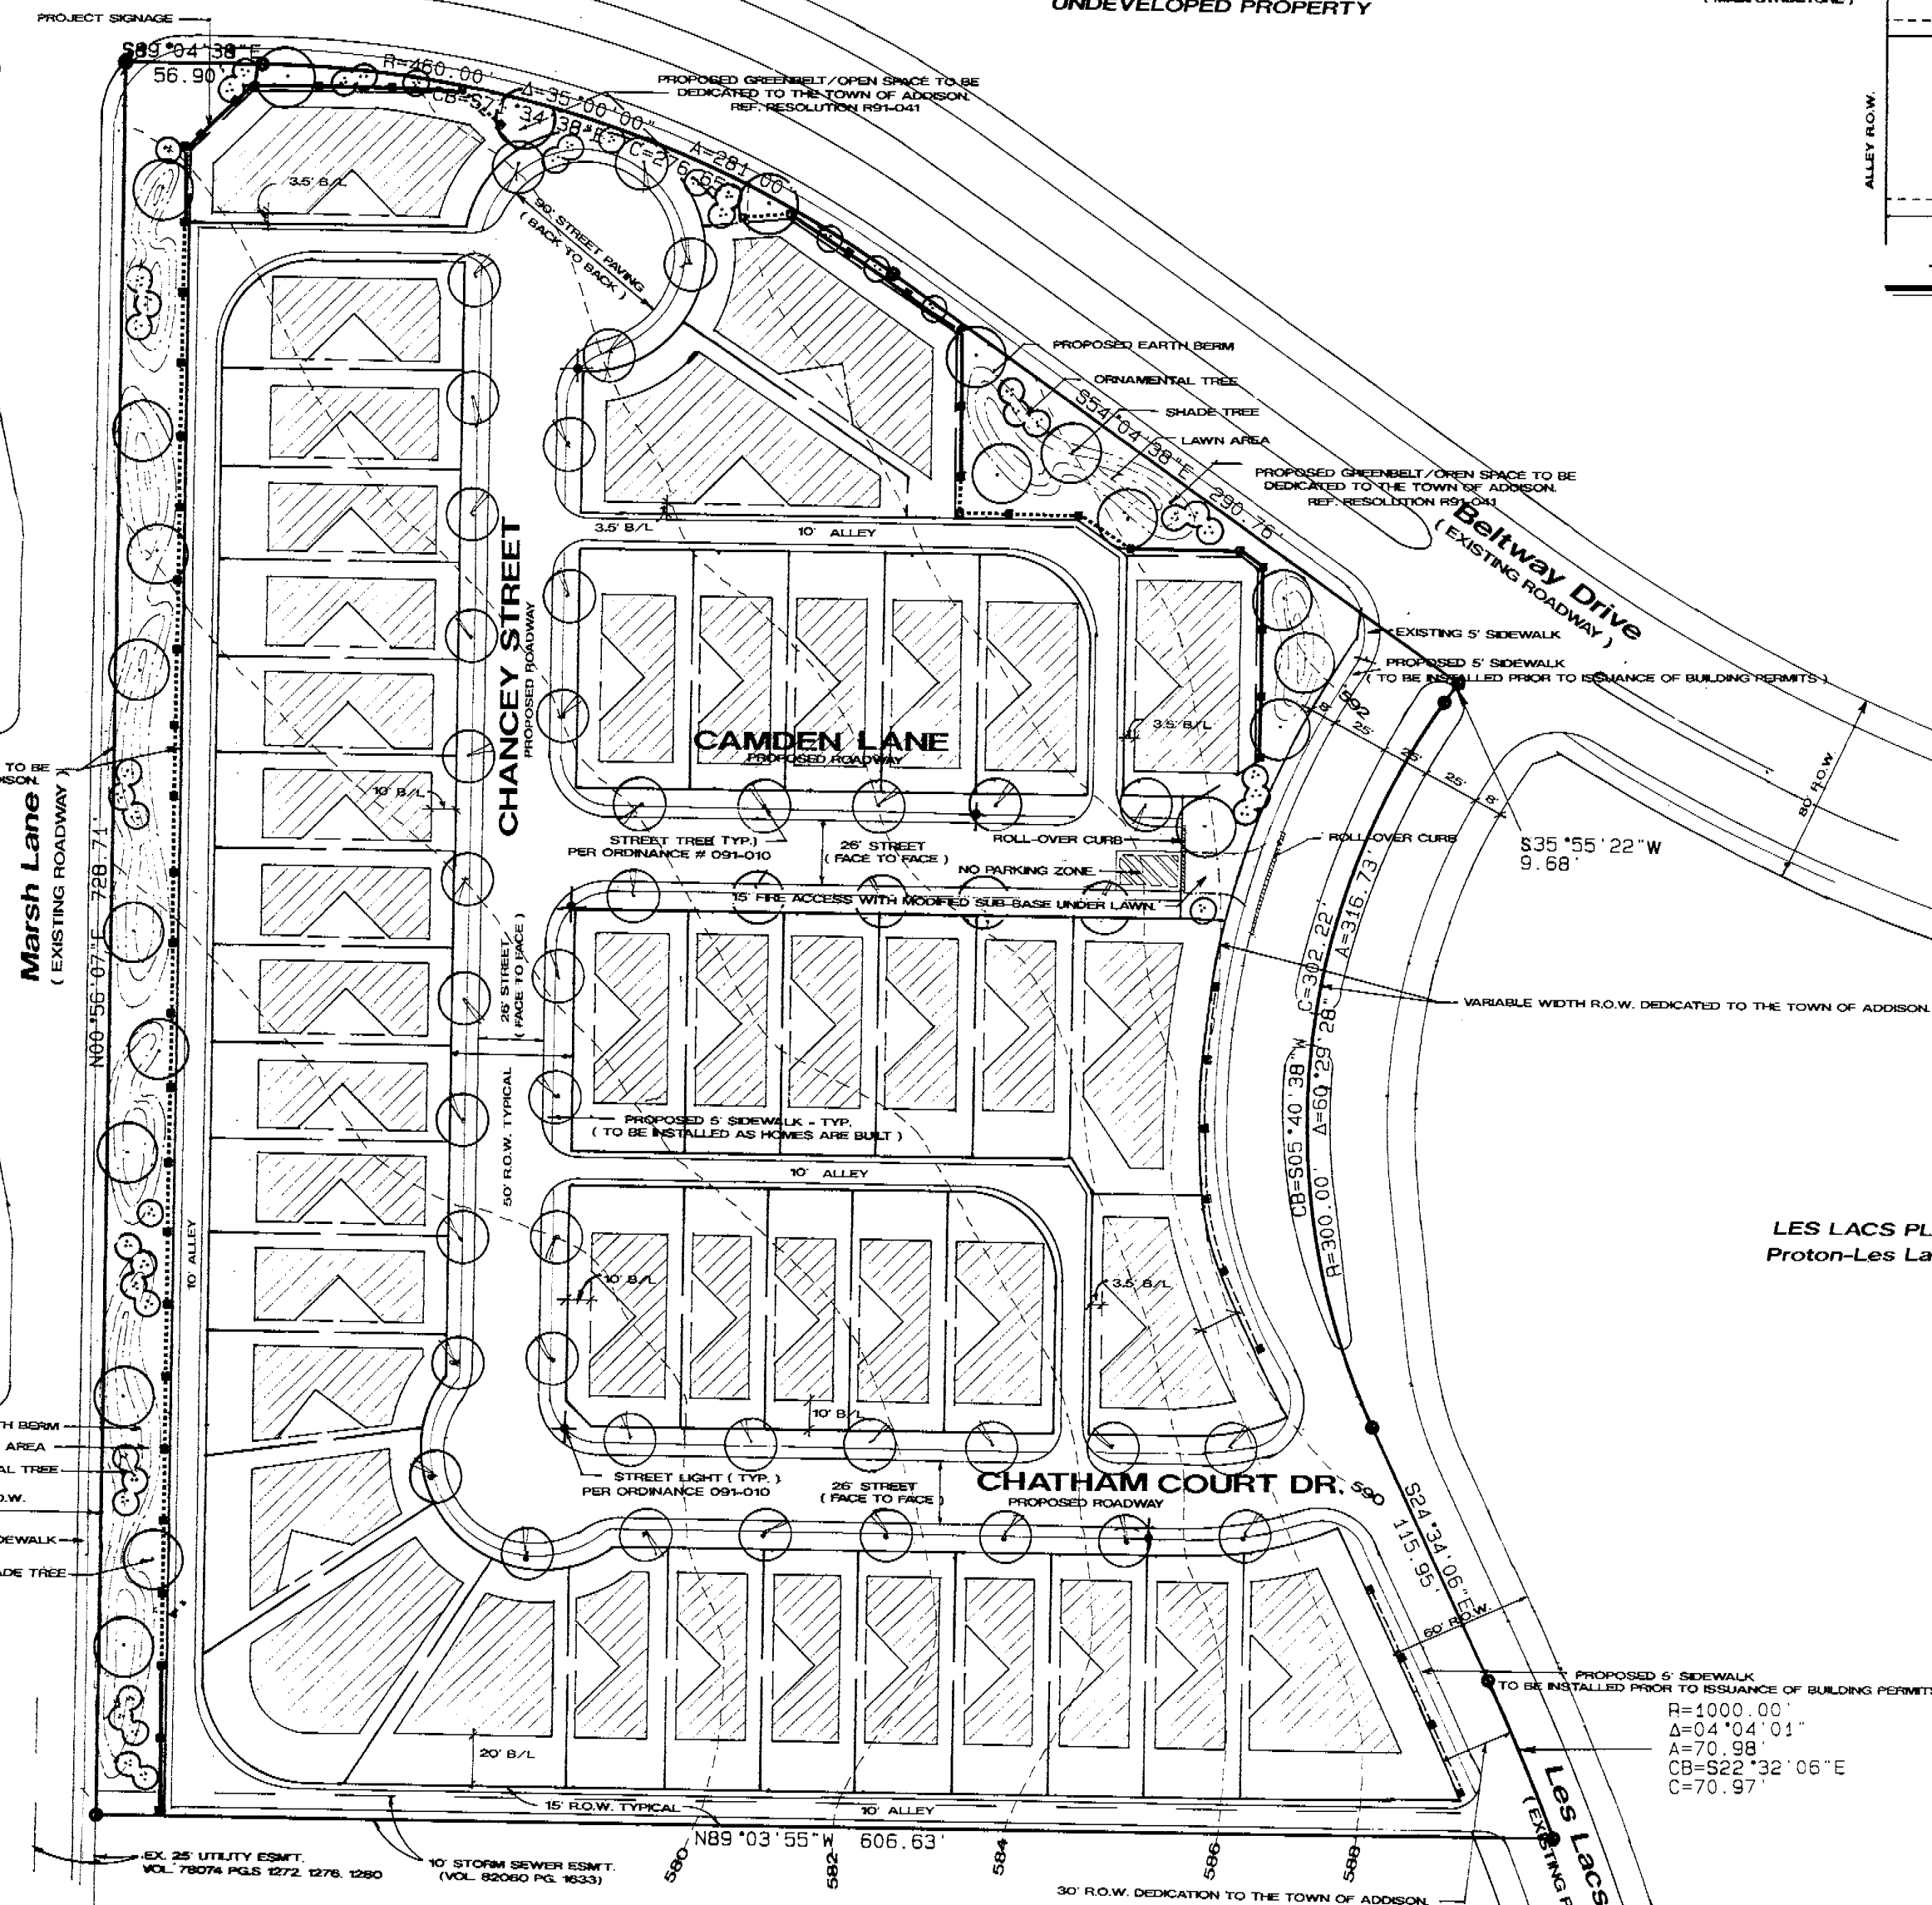 PROJECT SIGNAGE
S89°04'38"E
56.90'
R=460.00'
Δ=35°00'00"
A=281.00'
CB=S71°34'38"E
C=276.65'
PROPOSED GREENBELT/OPEN SPACE TO BE
DEDICATED TO THE TOWN OF ADDISON.
REF. RESOLUTION R91-041
UNDEVELOPED PROPERTY
ALLEY R.O.W.
3.5' B/L
90' STREET PAVING
( BACK TO BACK )
PROPOSED EARTH BERM
ORNAMENTAL TREE
SHADE TREE
LAWN AREA
S54°04'38"E 290.76'
PROPOSED GREENBELT/OPEN SPACE TO BE
DEDICATED TO THE TOWN OF ADDISON.
REF. RESOLUTION R91-041
Beltway Drive
( EXISTING ROADWAY )
3.5' B/L
10' ALLEY
CHANCEY STREET
PROPOSED ROADWAY
EXISTING 5' SIDEWALK
PROPOSED 5' SIDEWALK
( TO BE INSTALLED PRIOR TO ISSUANCE OF BUILDING PERMITS )
592
8'
25'
25'
8'
80' R.O.W
3.5' B/L
CAMDEN LANE
PROPOSED ROADWAY
TO BE
Marsh Lane
( EXISTING ROADWAY )
N00°56'07"E 728.71'
10' B/L
STREET TREE TYP.)
PER ORDINANCE # 091-010
26' STREET
( FACE TO FACE )
ROLL-OVER CURB
ROLL-OVER CURB
NO PARKING ZONE
S35°55'22"W
9.68'
15' FIRE ACCESS WITH MODIFIED SUB-BASE UNDER LAWN.
26' STREET
( FACE TO FACE )
C=302.22'
A=316.73'
CB=S05°40'38"W
Δ=60°29'28"
R=300.00'
VARIABLE WIDTH R.O.W. DEDICATED TO THE TOWN OF ADDISON.
50' R.O.W. TYPICAL
PROPOSED 5' SIDEWALK - TYP.
( TO BE INSTALLED AS HOMES ARE BUILT )
10' ALLEY
10' ALLEY
LES LACS PL
Proton-Les La
10' B/L
3.5' B/L
10' B/L
H BERM
AREA
AL TREE
O.W.
DEWALK
ADE TREE
STREET LIGHT ( TYP. )
PER ORDINANCE 091-010
26' STREET
( FACE TO FACE )
CHATHAM COURT DR.
PROPOSED ROADWAY
590
S24°34'06"E
115.95'
60' R.O.W.
PROPOSED 5' SIDEWALK
TO BE INSTALLED PRIOR TO ISSUANCE OF BUILDING PERMIT
R=1000.00'
Δ=04°04'01"
A=70.98'
CB=S22°32'06"E
C=70.97'
20' B/L
15' R.O.W. TYPICAL
10' ALLEY
N89°03'55"W 606.63'
EX. 25' UTILITY ESMT.
VOL. 78074 PGS 1272, 1276, 1280
10' STORM SEWER ESMT.
(VOL. 82060 PG. 1633)
580
582
584
586
588
30' R.O.W. DEDICATION TO THE TOWN OF ADDISON.
Les Lacs